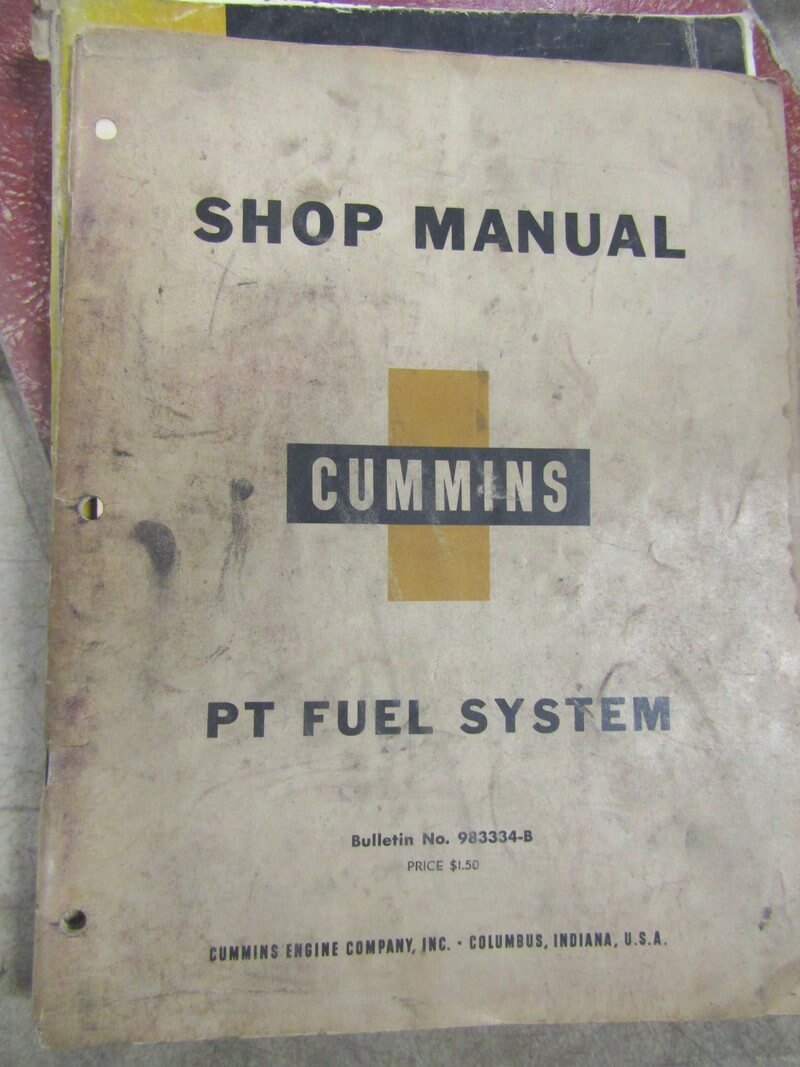 SHOP MANUAL
CUMMINS
PT FUEL SYSTEM
Bulletin No. 983334-B
PRICE $1.50
CUMMINS ENGINE COMPANY, INC. • COLUMBUS, INDIANA, U.S.A.